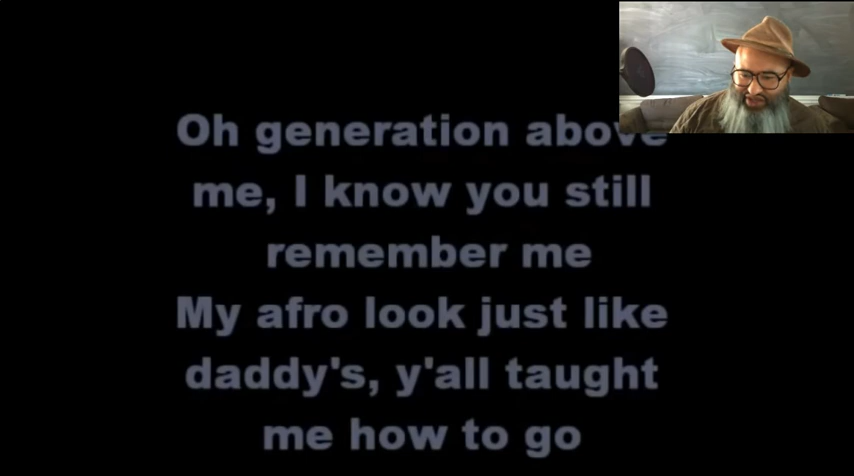 Oh generation above
me, I know you still
remember me
My afro look just like
daddy's, y'all taught
me how to go